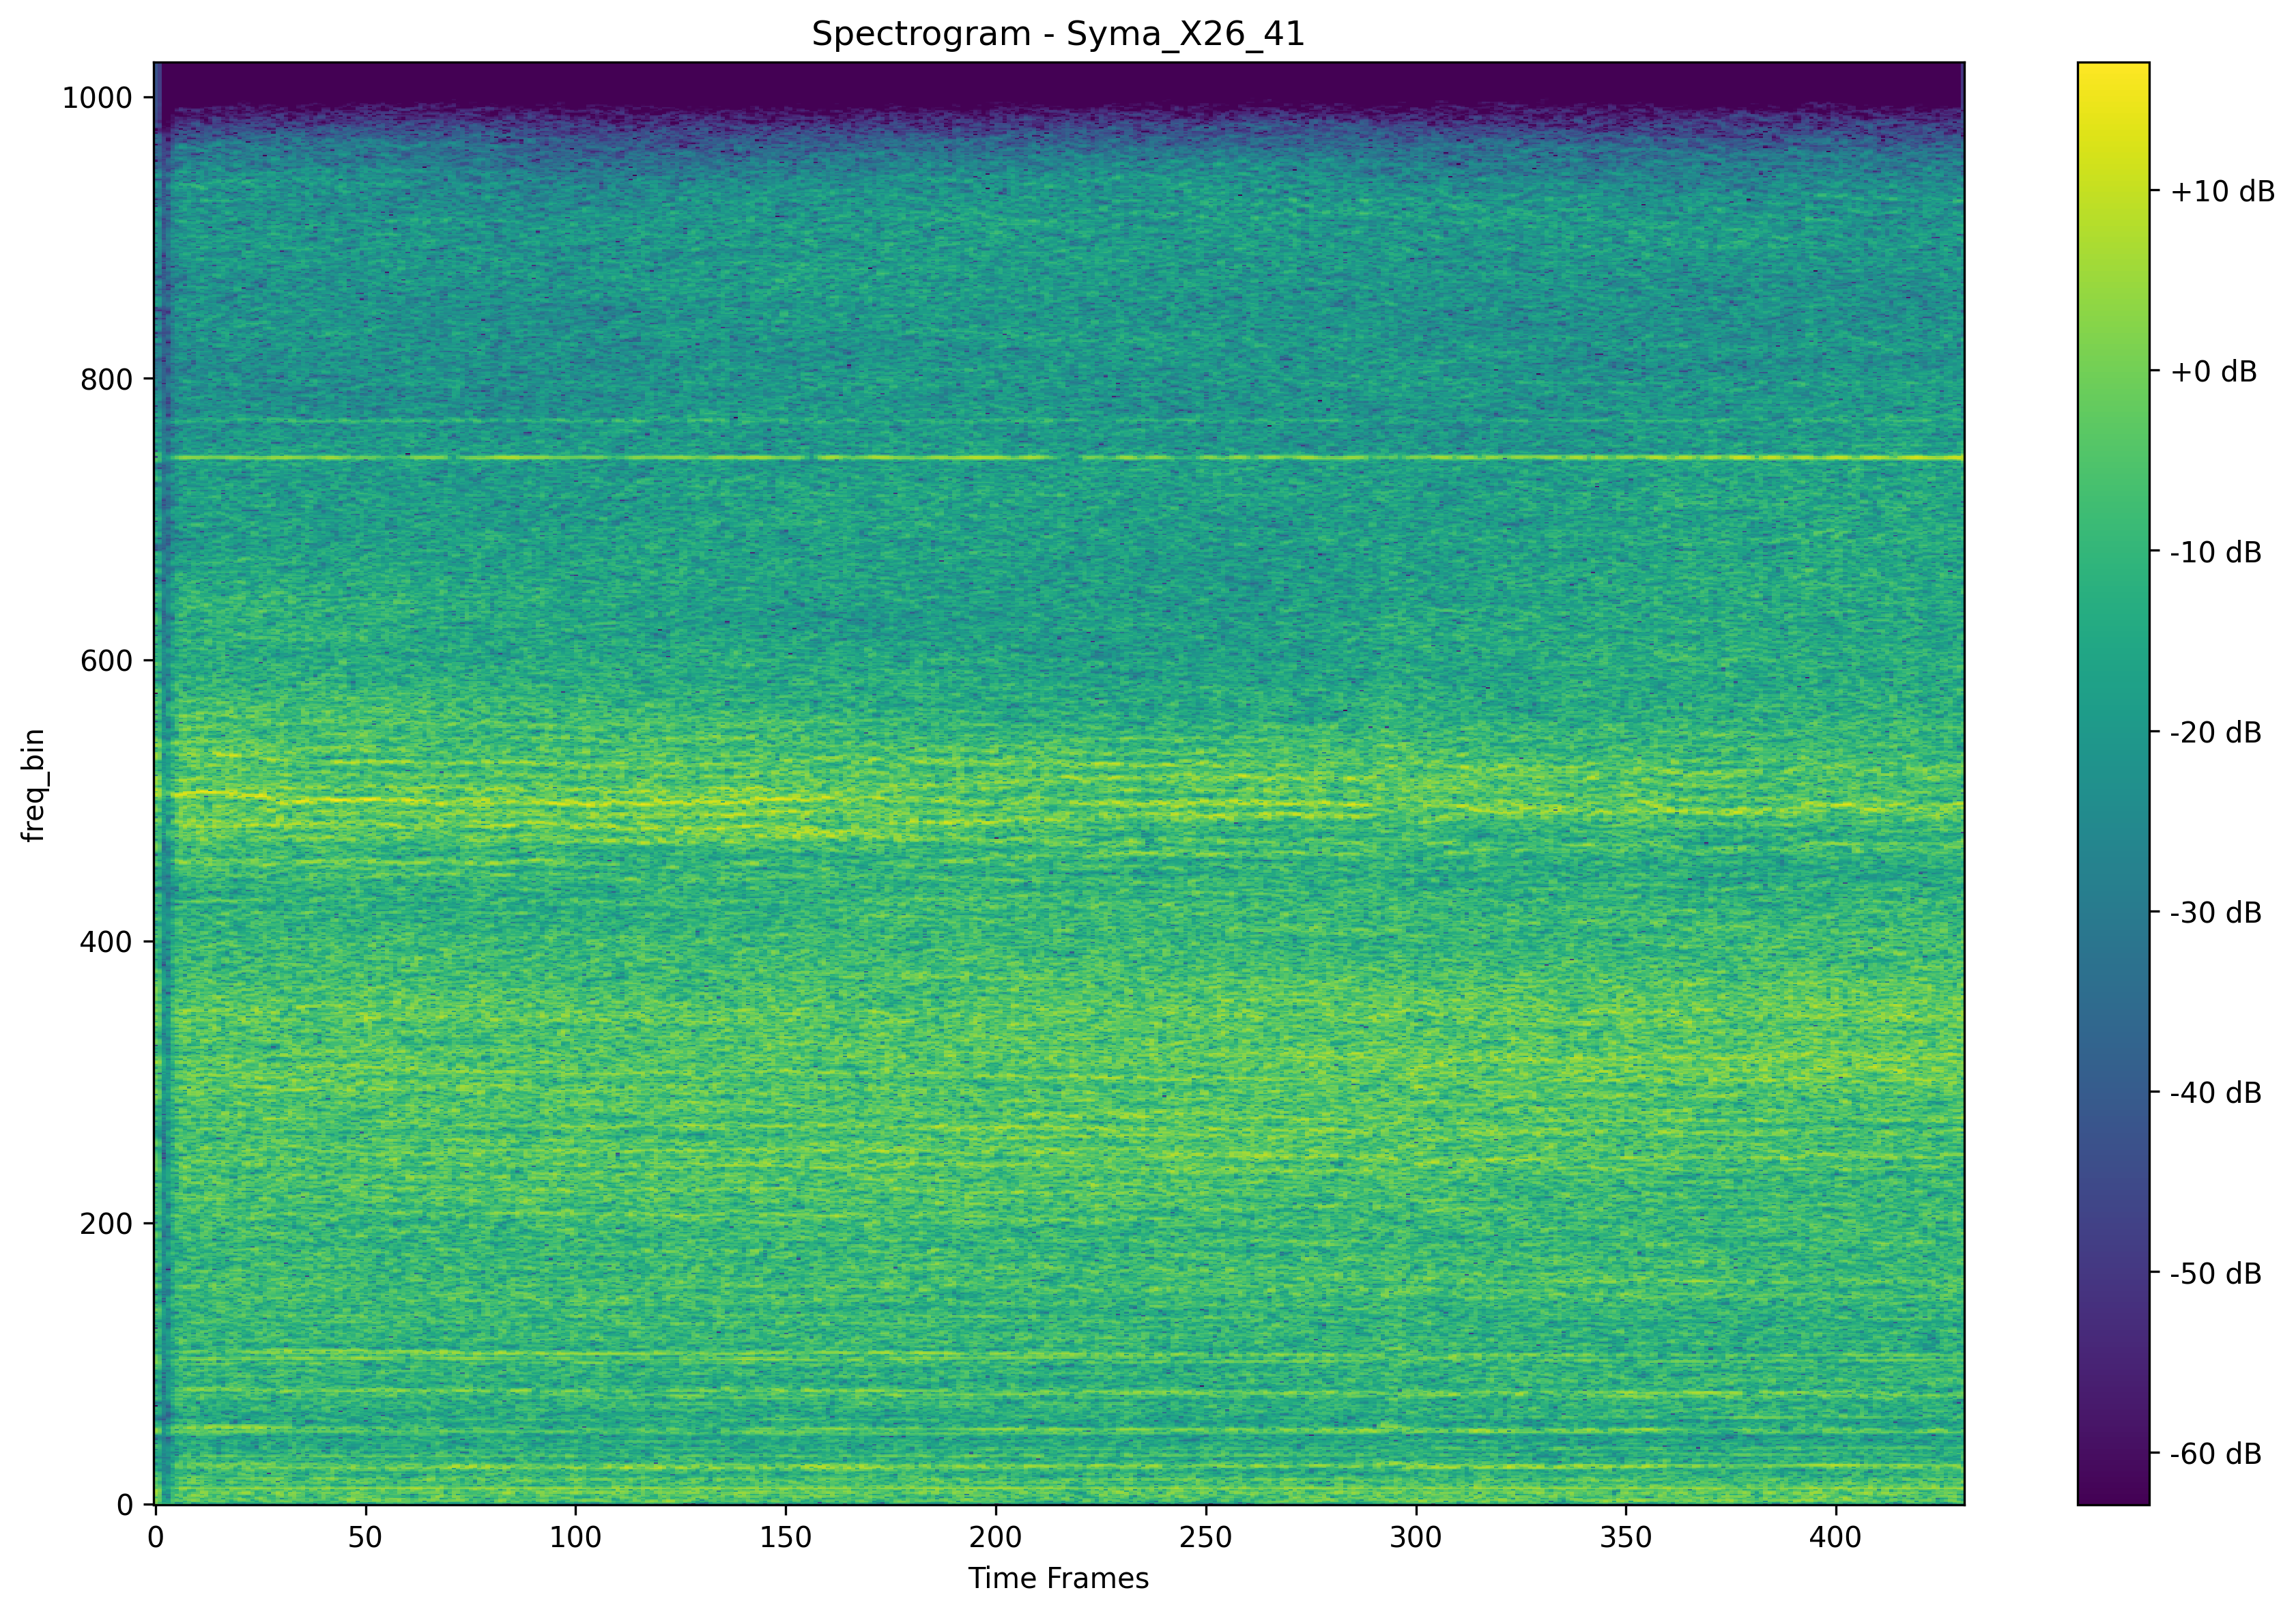 Spectrogram - Syma_X26_41
1000
800
600
400
200
0
freq_bin
0 50 100 150 200 250 300 350 400
Time Frames
+10 dB
+0 dB
-10 dB
-20 dB
-30 dB
-40 dB
-50 dB
-60 dB